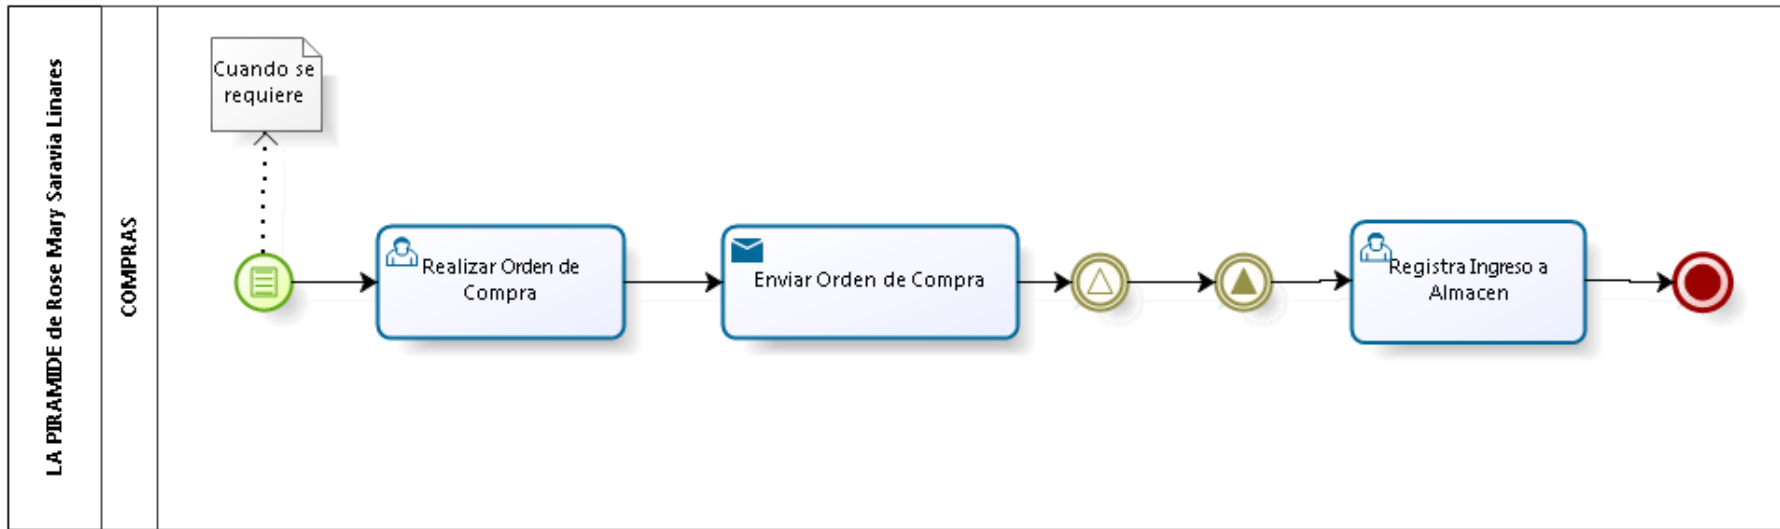 LA PIRAMIDE de Rose Mary Saravia Linares
COMPRAS
Cuando se
requiere
Realizar Orden de
Compra
Enviar Orden de Compra
Registra Ingreso a
Almacen